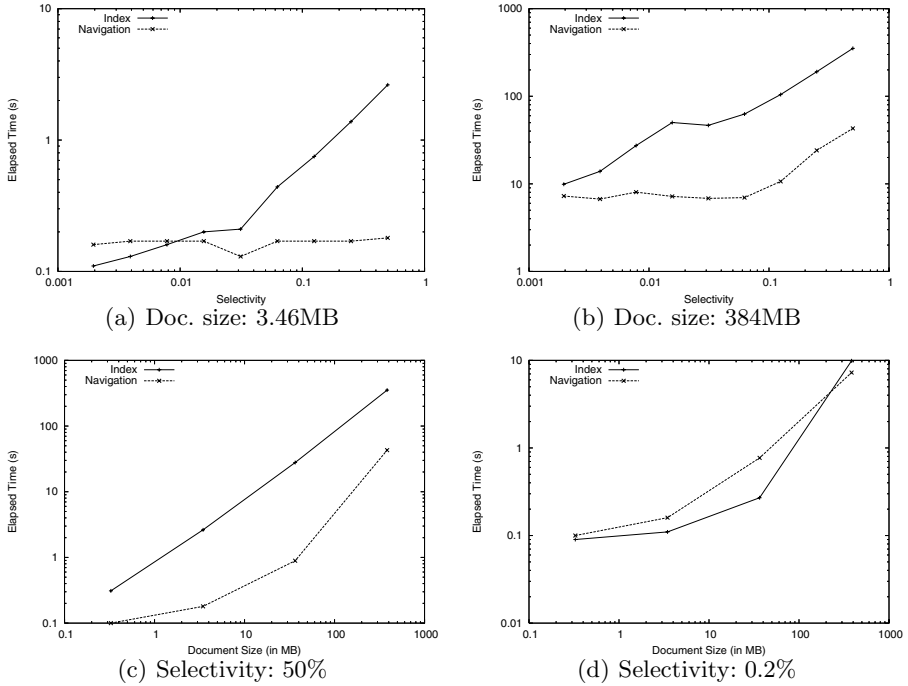 Index
Navigation
10
1
0.1
0.001
0.01
0.1
1
Elapsed Time (s)
Selectivity
(a) Doc. size: 3.46MB
Index
Navigation
1000
100
10
1
0.001
0.01
0.1
1
Elapsed Time (s)
Selectivity
(b) Doc. size: 384MB
Index
Navigation
1000
100
10
1
0.1
0.1
1
10
100
1000
Elapsed Time (s)
Document Size (in MB)
(c) Selectivity: 50%
Index
Navigation
10
1
0.1
0.01
0.1
1
10
100
1000
Elapsed Time (s)
Document Size (in MB)
(d) Selectivity: 0.2%